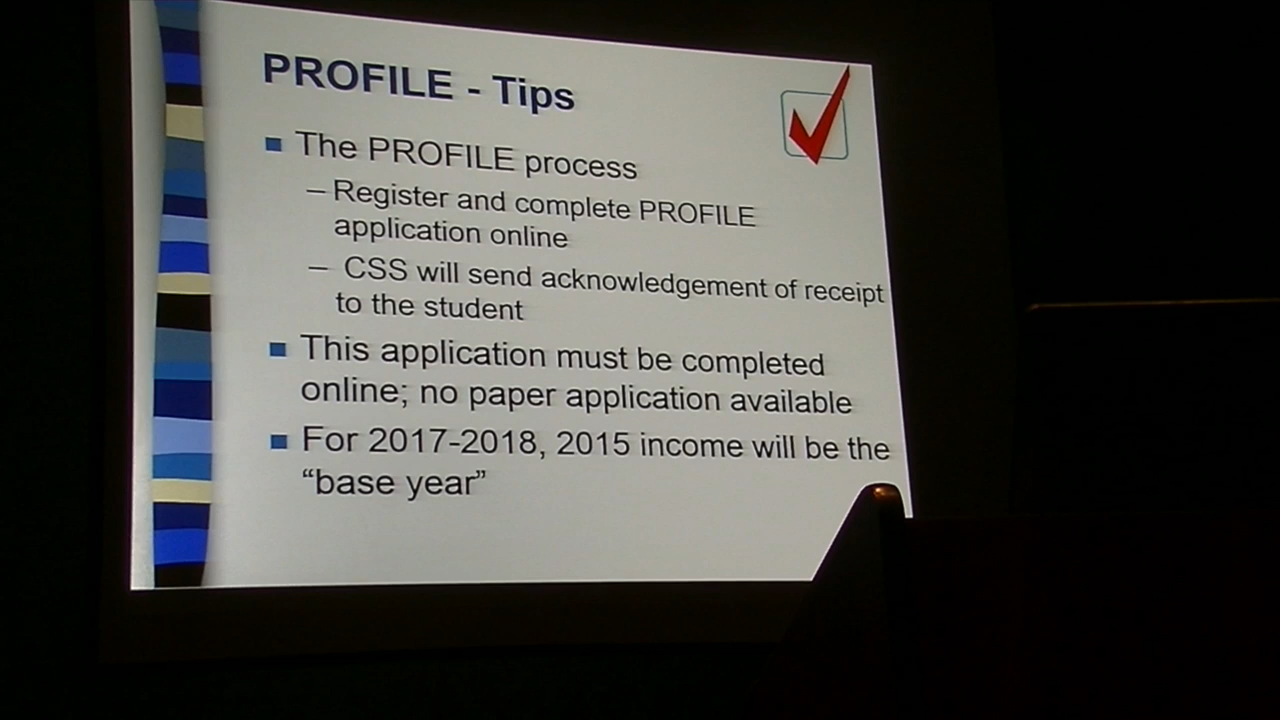 PROFILE - Tips
The PROFILE process
– Register and complete PROFILE
application online
– CSS will send acknowledgement of receipt
to the student
This application must be completed
online; no paper application available
For 2017-2018, 2015 income will be the
“base year”